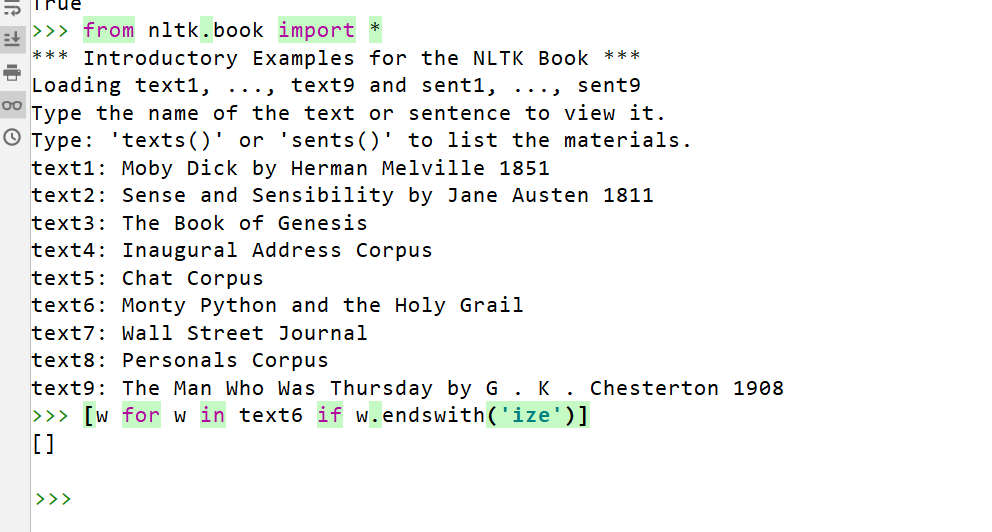 True
>>> from nltk.book import *
*** Introductory Examples for the NLTK Book ***
Loading text1, ..., text9 and sent1, ..., sent9
Type the name of the text or sentence to view it.
Type: 'texts()' or 'sents()' to list the materials.
text1: Moby Dick by Herman Melville 1851
text2: Sense and Sensibility by Jane Austen 1811
text3: The Book of Genesis
text4: Inaugural Address Corpus
text5: Chat Corpus
text6: Monty Python and the Holy Grail
text7: Wall Street Journal
text8: Personals Corpus
text9: The Man Who Was Thursday by G . K . Chesterton 1908
>>> [w for w in text6 if w.endswith('ize')]
[]
>>>